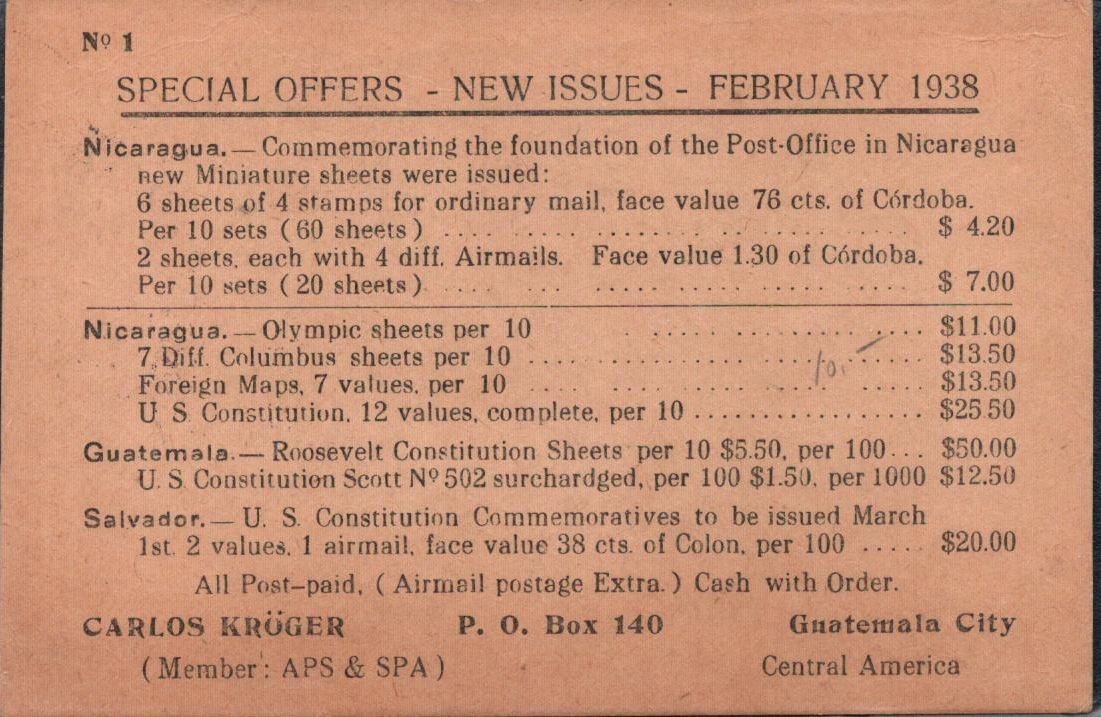 Nº 1
SPECIAL OFFERS - NEW ISSUES - FEBRUARY 1938
Nicaragua. — Commemorating the foundation of the Post-Office in Nicaragua
new Miniature sheets were issued:
6 sheets of 4 stamps for ordinary mail, face value 76 cts. of Córdoba.
Per 10 sets (60 sheets) .... $ 4.20
2 sheets, each with 4 diff. Airmails. Face value 1.30 of Córdoba.
Per 10 sets (20 sheets) .... $ 7.00
Nicaragua. — Olympic sheets per 10 .... $11.00
7 Diff. Columbus sheets per 10 .... $13.50
Foreign Maps, 7 values, per 10 .... $13.50
U. S. Constitution, 12 values, complete, per 10 .... $25.50
Guatemala. — Roosevelt Constitution Sheets per 10 $5.50, per 100... $50.00
U. S. Constitution Scott Nº 502 surchardged, per 100 $1.50, per 1000 $12.50
Salvador. — U. S. Constitution Commemoratives to be issued March
1st. 2 values, 1 airmail, face value 38 cts. of Colon, per 100 ..... $20.00
All Post-paid, (Airmail postage Extra.) Cash with Order.
CARLOS KRÜGER P. O. Box 140 Guatemala City
(Member: APS & SPA) Central America